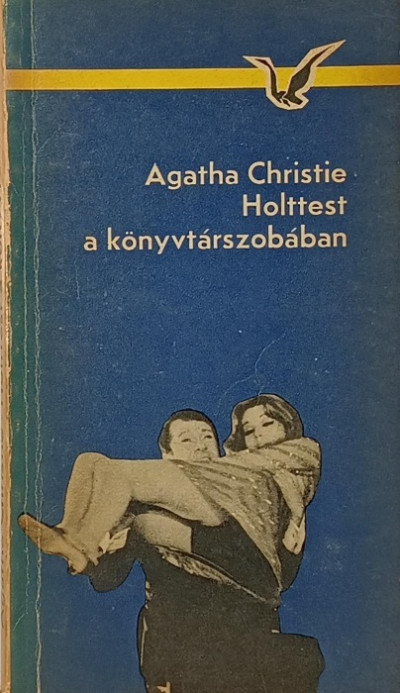 Agatha Christie
Holttest
a könyvtárszobában